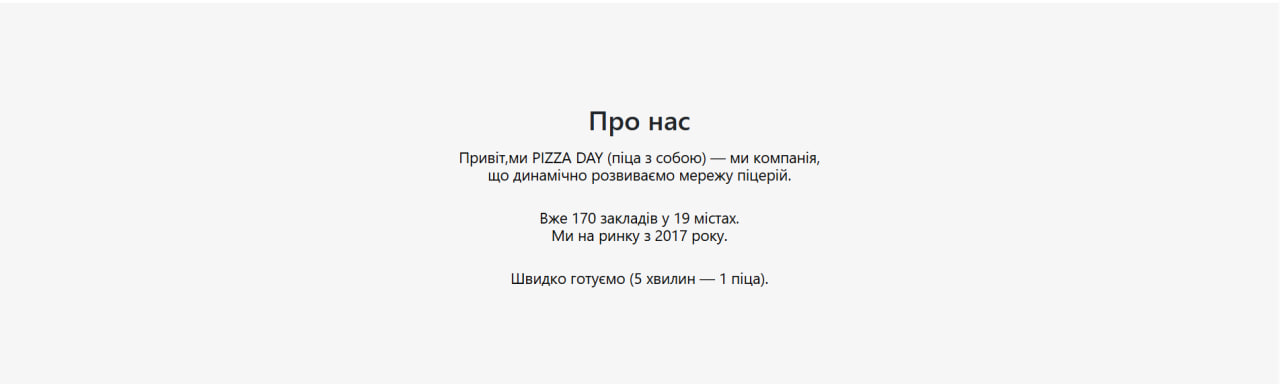 Про нас
Привіт,ми PIZZA DAY (піца з собою) — ми компанія,
що динамічно розвиваємо мережу піцерій.
Вже 170 закладів у 19 містах.
Ми на ринку з 2017 року.
Швидко готуємо (5 хвилин — 1 піца).